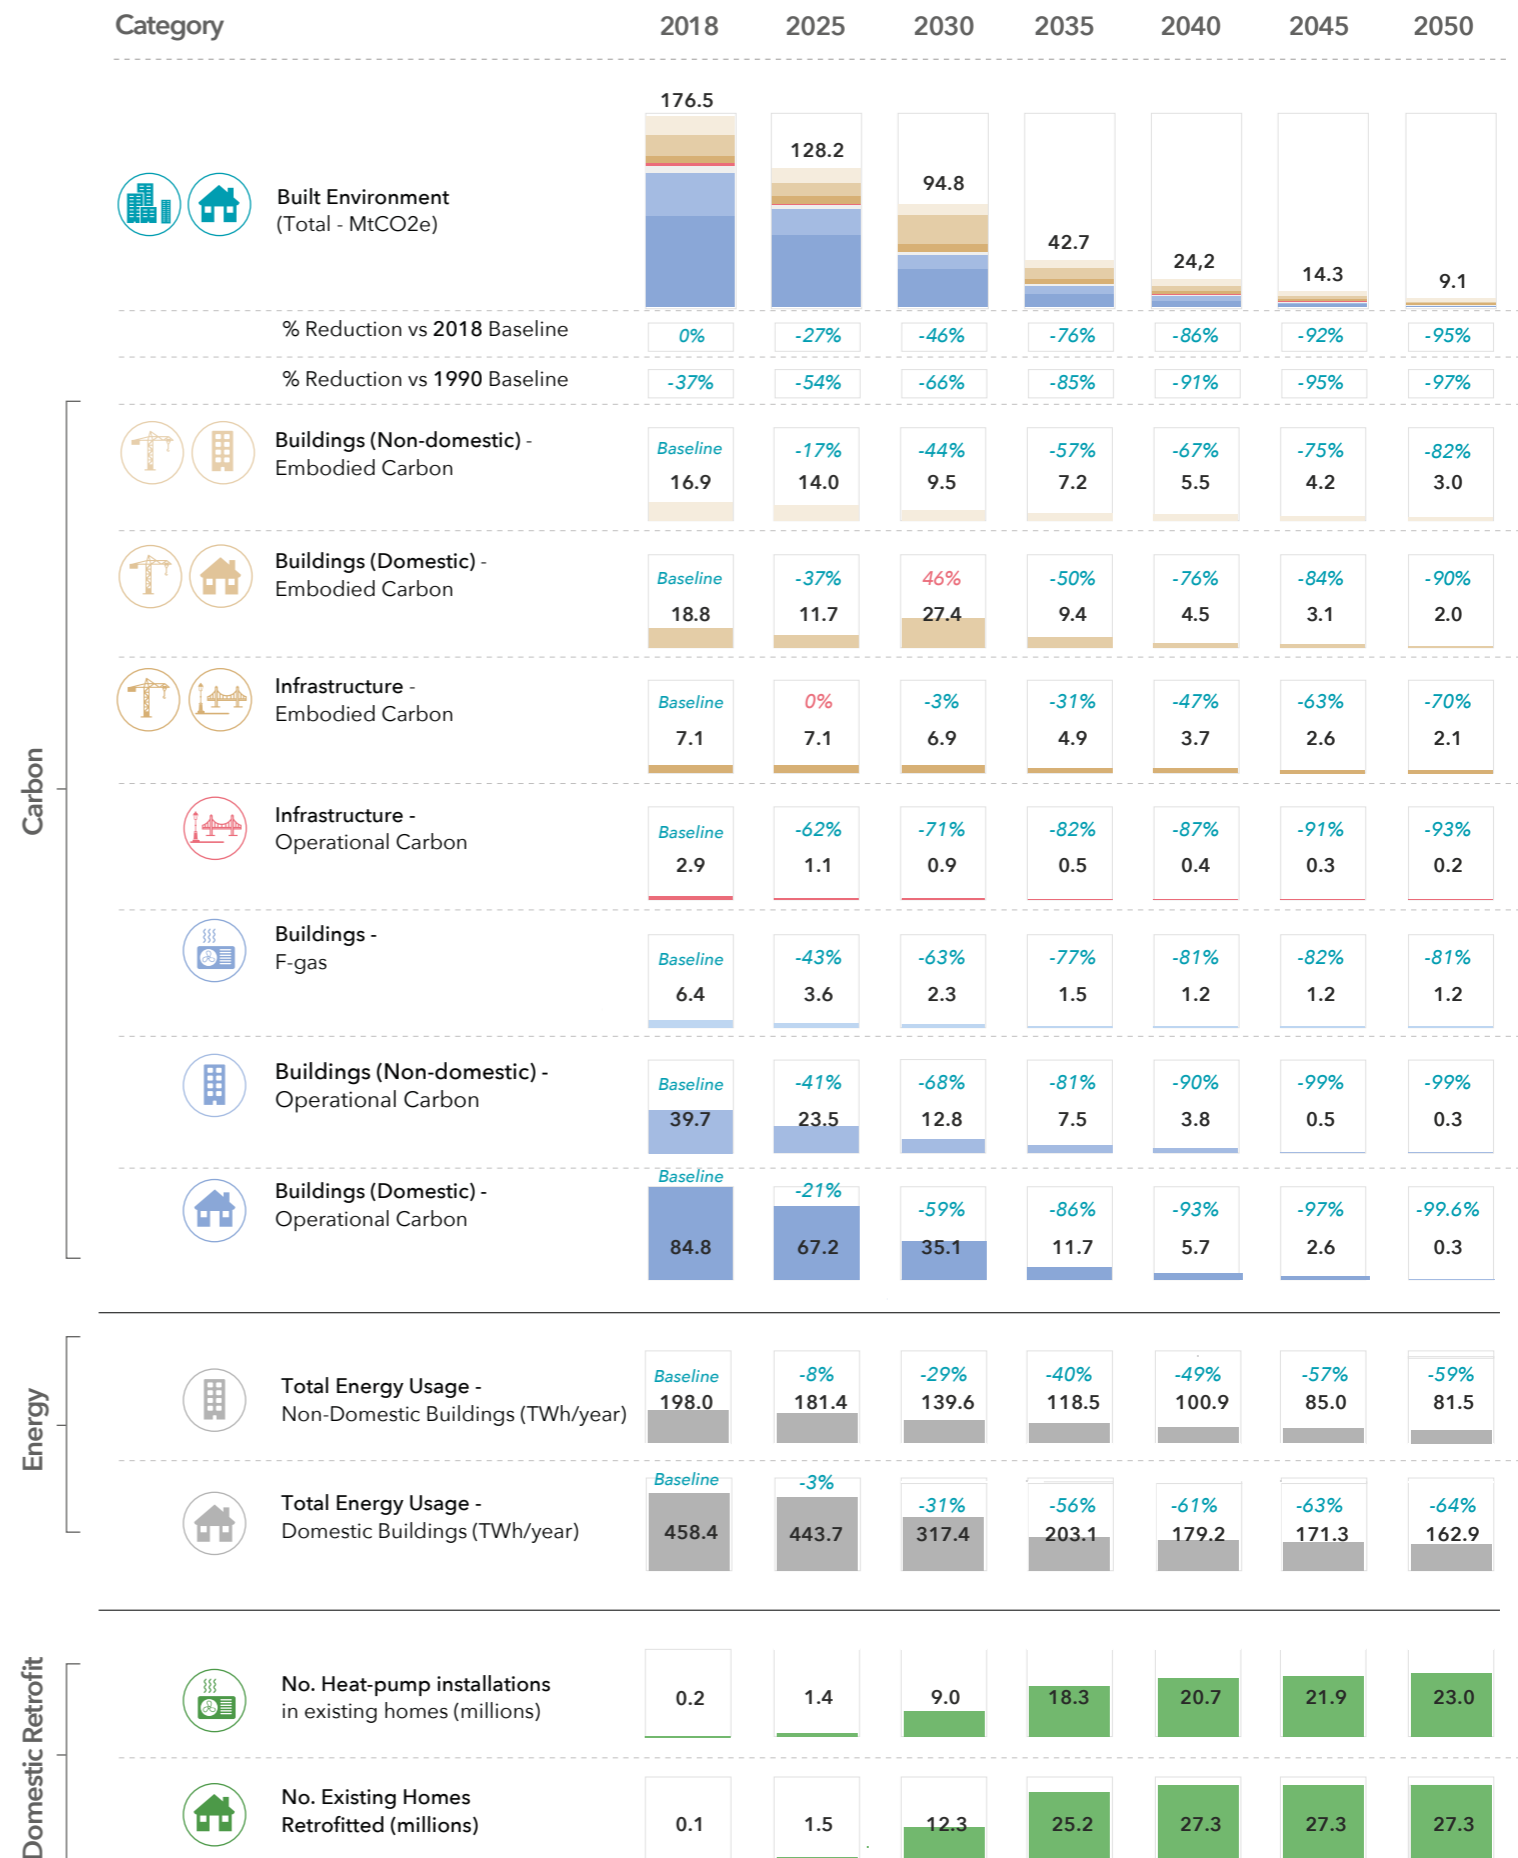 Category 2018 2025 2030 2035 2040 2045 2050
176.5 128.2 94.8 42.7 24,2 14.3 9.1
Built Environment
(Total - MtCO2e)
% Reduction vs 2018 Baseline 0% -27% -46% -76% -86% -92% -95%
% Reduction vs 1990 Baseline -37% -54% -66% -85% -91% -95% -97%
Carbon
Buildings (Non-domestic) -
Embodied Carbon
Baseline -17% -44% -57% -67% -75% -82%
16.9 14.0 9.5 7.2 5.5 4.2 3.0
Buildings (Domestic) -
Embodied Carbon
Baseline -37% 46% -50% -76% -84% -90%
18.8 11.7 27.4 9.4 4.5 3.1 2.0
Infrastructure -
Embodied Carbon
Baseline 0% -3% -31% -47% -63% -70%
7.1 7.1 6.9 4.9 3.7 2.6 2.1
Infrastructure -
Operational Carbon
Baseline -62% -71% -82% -87% -91% -93%
2.9 1.1 0.9 0.5 0.4 0.3 0.2
Buildings -
F-gas
Baseline -43% -63% -77% -81% -82% -81%
6.4 3.6 2.3 1.5 1.2 1.2 1.2
Buildings (Non-domestic) -
Operational Carbon
Baseline -41% -68% -81% -90% -99% -99%
39.7 23.5 12.8 7.5 3.8 0.5 0.3
Buildings (Domestic) -
Operational Carbon
Baseline -21% -59% -86% -93% -97% -99.6%
84.8 67.2 35.1 11.7 5.7 2.6 0.3
Energy
Total Energy Usage -
Non-Domestic Buildings (TWh/year)
Baseline -8% -29% -40% -49% -57% -59%
198.0 181.4 139.6 118.5 100.9 85.0 81.5
Total Energy Usage -
Domestic Buildings (TWh/year)
Baseline -3% -31% -56% -61% -63% -64%
458.4 443.7 317.4 203.1 179.2 171.3 162.9
Domestic Retrofit
No. Heat-pump installations
in existing homes (millions)
0.2 1.4 9.0 18.3 20.7 21.9 23.0
No. Existing Homes
Retrofitted (millions)
0.1 1.5 12.3 25.2 27.3 27.3 27.3